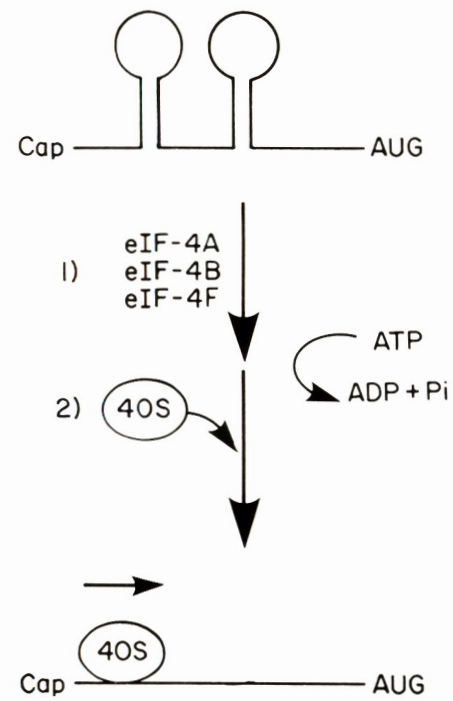 Cap AUG
eIF-4A
1) eIF-4B
eIF-4F
ATP
ADP + Pi
2) 40S
40S
Cap AUG